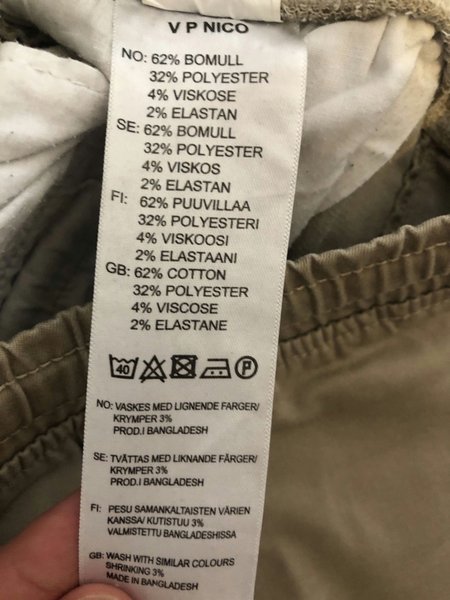 V P NICO
NO: 62% BOMULL
32% POLYESTER
4% VISKOSE
2% ELASTAN
SE: 62% BOMULL
32% POLYESTER
4% VISKOS
2% ELASTAN
FI: 62% PUUVILLAA
32% POLYESTERI
4% VISKOOSI
2% ELASTAANI
GB: 62% COTTON
32% POLYESTER
4% VISCOSE
2% ELASTANE
40 P
NO: VASKES MED LIGNENDE FARGER/
KRYMPER 3%
PROD.I BANGLADESH
SE: TVÄTTAS MED LIKNANDE FÄRGER/
KRYMPER 3%
PROD.I BANGLADESH
FI: PESU SAMANKALTAISTEN VÄRIEN
KANSSA/ KUTISTUU 3%
VALMISTETTU BANGLADESHISSA
GB: WASH WITH SIMILAR COLOURS
SHRINKING 3%
MADE IN BANGLADESH